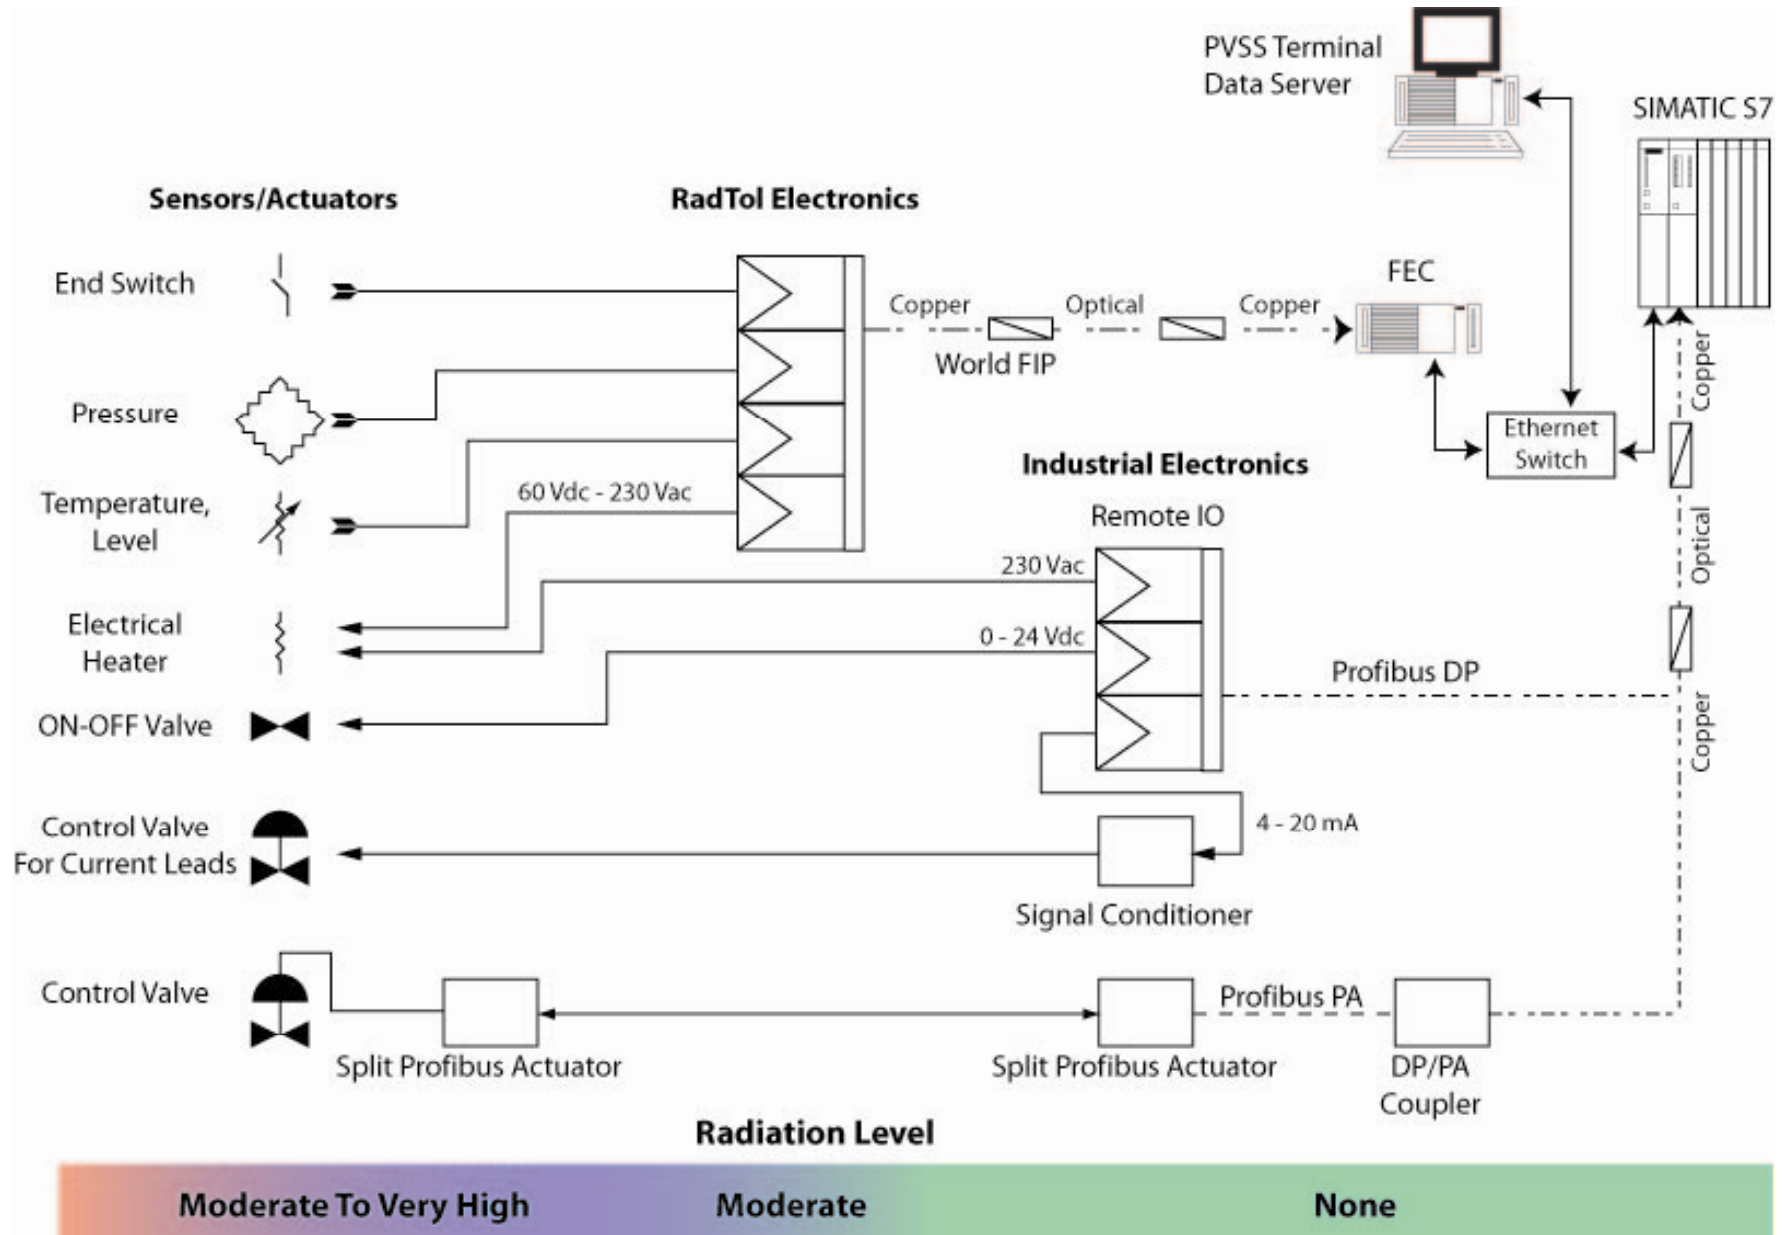 PVSS Terminal
Data Server
SIMATIC S7
Sensors/Actuators
RadTol Electronics
End Switch
FEC
Copper
Optical
Copper
World FIP
Copper
Pressure
Ethernet
Switch
Industrial Electronics
Temperature,
Level
60 Vdc - 230 Vac
Remote IO
Optical
230 Vac
Electrical
Heater
0 - 24 Vdc
Profibus DP
Copper
ON-OFF Valve
Control Valve
For Current Leads
4 - 20 mA
Signal Conditioner
Control Valve
Profibus PA
Split Profibus Actuator
Split Profibus Actuator
DP/PA
Coupler
Radiation Level
Moderate To Very High
Moderate
None